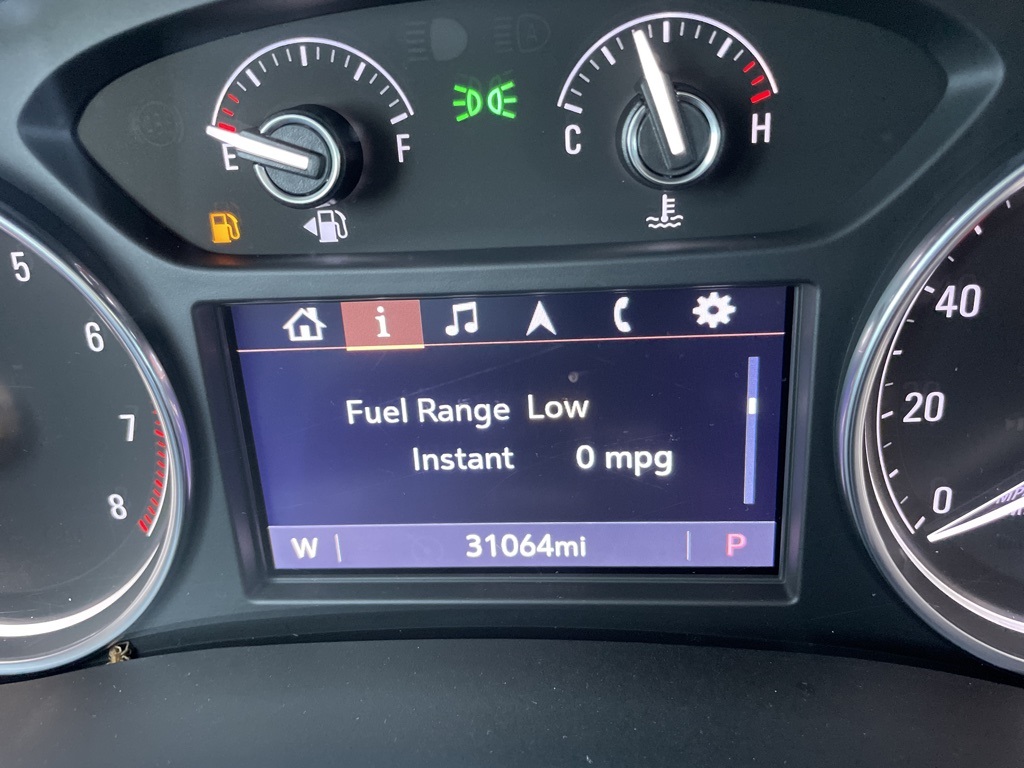 E F
C H
5
6
7
8
i
Fuel Range Low
Instant 0 mpg
W 31064mi P
40
20
0